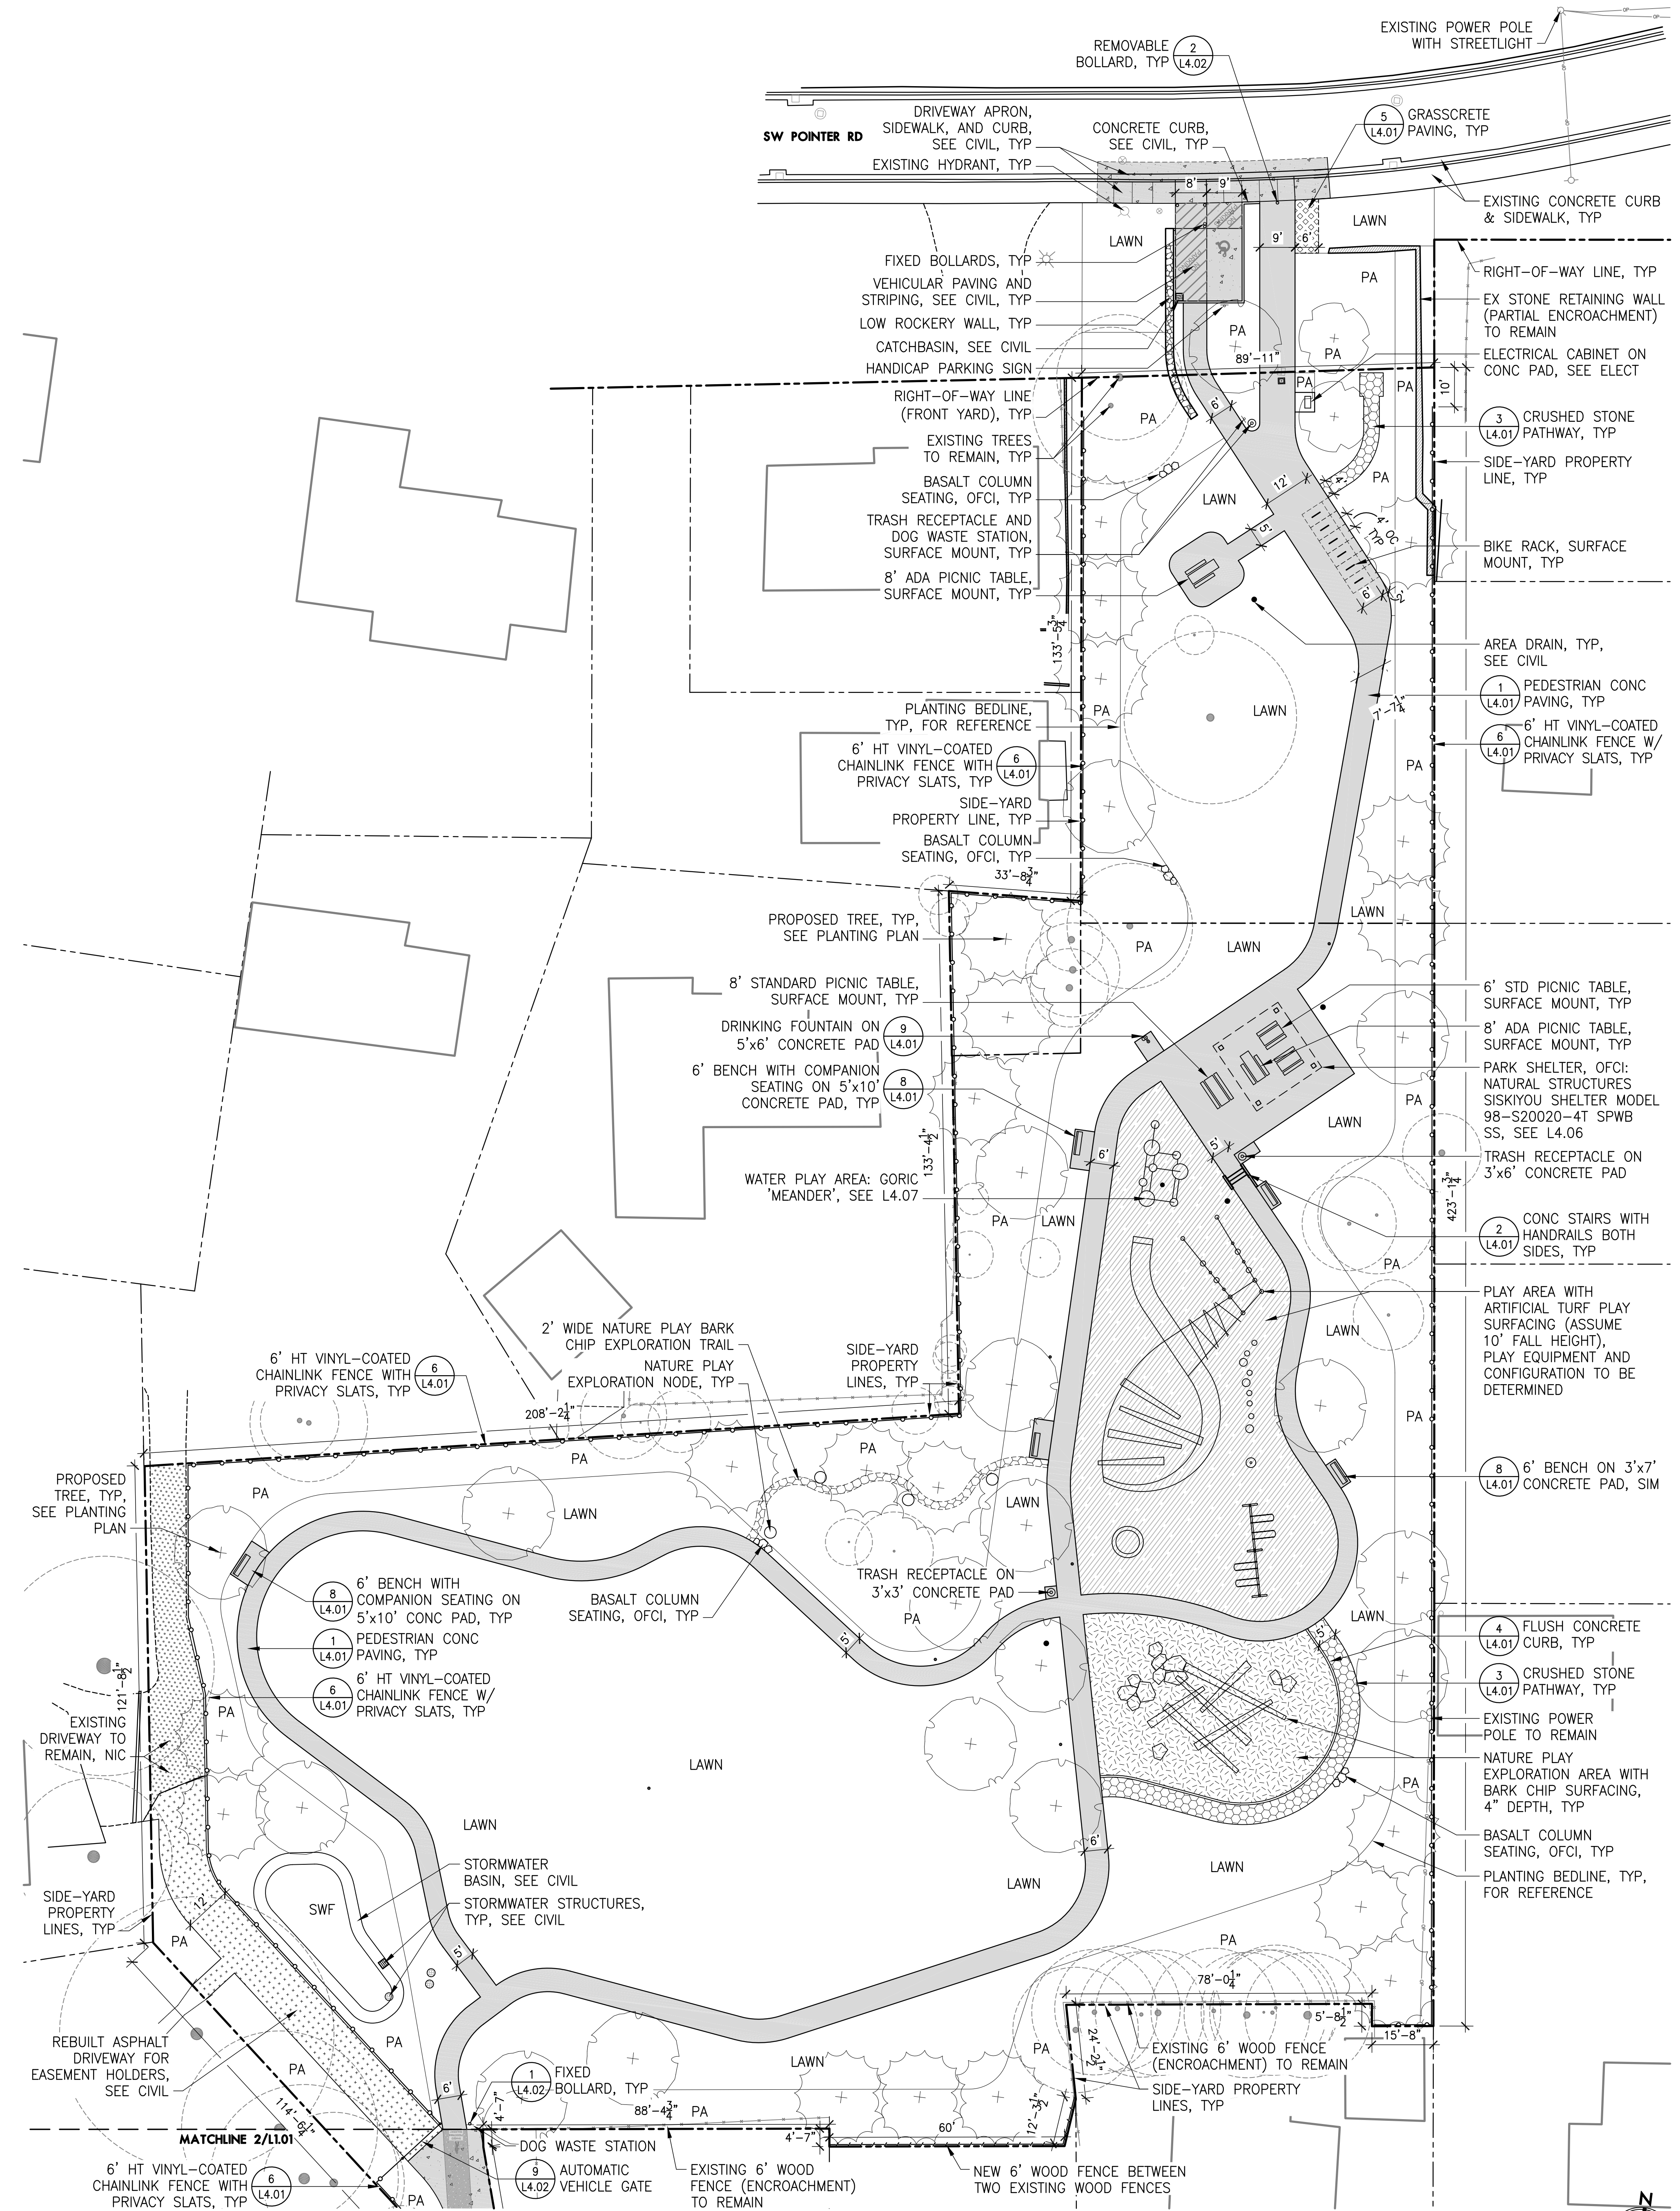 EXISTING POWER POLE
WITH STREETLIGHT
REMOVABLE
BOLLARD, TYP
2
L4.02
DRIVEWAY APRON,
SIDEWALK, AND CURB,
SEE CIVIL, TYP
SW POINTER RD
EXISTING HYDRANT, TYP
CONCRETE CURB,
SEE CIVIL, TYP
5
L4.01
GRASSCRETE
PAVING, TYP
8'
9'
EXISTING CONCRETE CURB
& SIDEWALK, TYP
LAWN
LAWN
9'
6'
FIXED BOLLARDS, TYP
VEHICULAR PAVING AND
STRIPING, SEE CIVIL, TYP
LOW ROCKERY WALL, TYP
CATCHBASIN, SEE CIVIL
HANDICAP PARKING SIGN
RIGHT-OF-WAY LINE
(FRONT YARD), TYP
EXISTING TREES
TO REMAIN, TYP
BASALT COLUMN
SEATING, OFCI, TYP
TRASH RECEPTACLE AND
DOG WASTE STATION,
SURFACE MOUNT, TYP
8' ADA PICNIC TABLE,
SURFACE MOUNT, TYP
PA
PA
PA
89'-11"
PA
PA
PA
PA
6'
10'
LAWN
12'
4'
5'
4' OC
TYP
6'
2'
RIGHT-OF-WAY LINE, TYP
EX STONE RETAINING WALL
(PARTIAL ENCROACHMENT)
TO REMAIN
ELECTRICAL CABINET ON
CONC PAD, SEE ELECT
3
L4.01
CRUSHED STONE
PATHWAY, TYP
SIDE-YARD PROPERTY
LINE, TYP
BIKE RACK, SURFACE
MOUNT, TYP
AREA DRAIN, TYP,
SEE CIVIL
1
L4.01
PEDESTRIAN CONC
PAVING, TYP
6
L4.01
6' HT VINYL-COATED
CHAINLINK FENCE W/
PRIVACY SLATS, TYP
133'-5 3/4"
7'-7 1/4"
PLANTING BEDLINE,
TYP, FOR REFERENCE
6' HT VINYL-COATED
CHAINLINK FENCE WITH
PRIVACY SLATS, TYP
6
L4.01
SIDE-YARD
PROPERTY LINE, TYP
BASALT COLUMN
SEATING, OFCI, TYP
33'-8 3/4"
PA
LAWN
PA
LAWN
PROPOSED TREE, TYP,
SEE PLANTING PLAN
PA
LAWN
8' STANDARD PICNIC TABLE,
SURFACE MOUNT, TYP
DRINKING FOUNTAIN ON
5'x6' CONCRETE PAD
9
L4.01
6' BENCH WITH COMPANION
SEATING ON 5'x10'
CONCRETE PAD, TYP
8
L4.01
WATER PLAY AREA: GORIC
'MEANDER', SEE L4.07
133'-4 1/2"
6'
5'
PA
LAWN
LAWN
PA
6' STD PICNIC TABLE,
SURFACE MOUNT, TYP
8' ADA PICNIC TABLE,
SURFACE MOUNT, TYP
PARK SHELTER, OFCI:
NATURAL STRUCTURES
SISKIYOU SHELTER MODEL
98-S20020-4T SPWB
SS, SEE L4.06
TRASH RECEPTACLE ON
3'x6' CONCRETE PAD
423'-1 3/4"
2
L4.01
CONC STAIRS WITH
HANDRAILS BOTH
SIDES, TYP
PA
LAWN
PLAY AREA WITH
ARTIFICIAL TURF PLAY
SURFACING (ASSUME
10' FALL HEIGHT),
PLAY EQUIPMENT AND
CONFIGURATION TO BE
DETERMINED
PA
8
L4.01
6' BENCH ON 3'x7'
CONCRETE PAD, SIM
2' WIDE NATURE PLAY BARK
CHIP EXPLORATION TRAIL
NATURE PLAY
EXPLORATION NODE, TYP
SIDE-YARD
PROPERTY
LINES, TYP
6' HT VINYL-COATED
CHAINLINK FENCE WITH
PRIVACY SLATS, TYP
6
L4.01
208'-2 1/4"
PA
PA
PROPOSED
TREE, TYP,
SEE PLANTING
PLAN
PA
LAWN
LAWN
8
L4.01
6' BENCH WITH
COMPANION SEATING ON
5'x10' CONC PAD, TYP
1
L4.01
PEDESTRIAN CONC
PAVING, TYP
6
L4.01
6' HT VINYL-COATED
CHAINLINK FENCE W/
PRIVACY SLATS, TYP
BASALT COLUMN
SEATING, OFCI, TYP
TRASH RECEPTACLE ON
3'x3' CONCRETE PAD
PA
5'
LAWN
5'
4
L4.01
FLUSH CONCRETE
CURB, TYP
3
L4.01
CRUSHED STONE
PATHWAY, TYP
EXISTING POWER
POLE TO REMAIN
NATURE PLAY
EXPLORATION AREA WITH
BARK CHIP SURFACING,
4" DEPTH, TYP
BASALT COLUMN
SEATING, OFCI, TYP
PLANTING BEDLINE, TYP,
FOR REFERENCE
121'-8 1/2"
EXISTING
DRIVEWAY TO
REMAIN, NIC
PA
LAWN
PA
LAWN
6'
LAWN
LAWN
STORMWATER
BASIN, SEE CIVIL
STORMWATER STRUCTURES,
TYP, SEE CIVIL
SWF
SIDE-YARD
PROPERTY
LINES, TYP
12'
PA
5'
PA
78'-0 1/4"
5'-8 1/2"
15'-8"
REBUILT ASPHALT
DRIVEWAY FOR
EASEMENT HOLDERS,
SEE CIVIL
PA
PA
LAWN
PA
24'-2 1/2"
EXISTING 6' WOOD FENCE
(ENCROACHMENT) TO REMAIN
SIDE-YARD PROPERTY
LINES, TYP
1
L4.02
FIXED
BOLLARD, TYP
6'
4'-7"
88'-4 3/4"
PA
114'-6 1/4"
4'-7"
60'
12'-3 1/2"
MATCHLINE 2/L1.01
DOG WASTE STATION
9
L4.02
AUTOMATIC
VEHICLE GATE
6' HT VINYL-COATED
CHAINLINK FENCE WITH
PRIVACY SLATS, TYP
6
L4.01
PA
EXISTING 6' WOOD
FENCE (ENCROACHMENT)
TO REMAIN
NEW 6' WOOD FENCE BETWEEN
TWO EXISTING WOOD FENCES
N